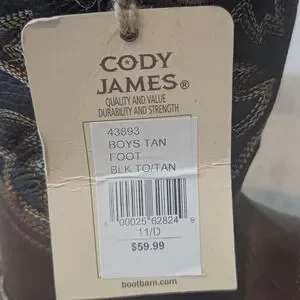 CODY
JAMES®
QUALITY AND VALUE
DURABILITY AND STRENGTH
43893
BOYS TAN
FOOT
BLK TO/TAN
1 00025 62824 9
11/D
$59.99
bootbarn.com